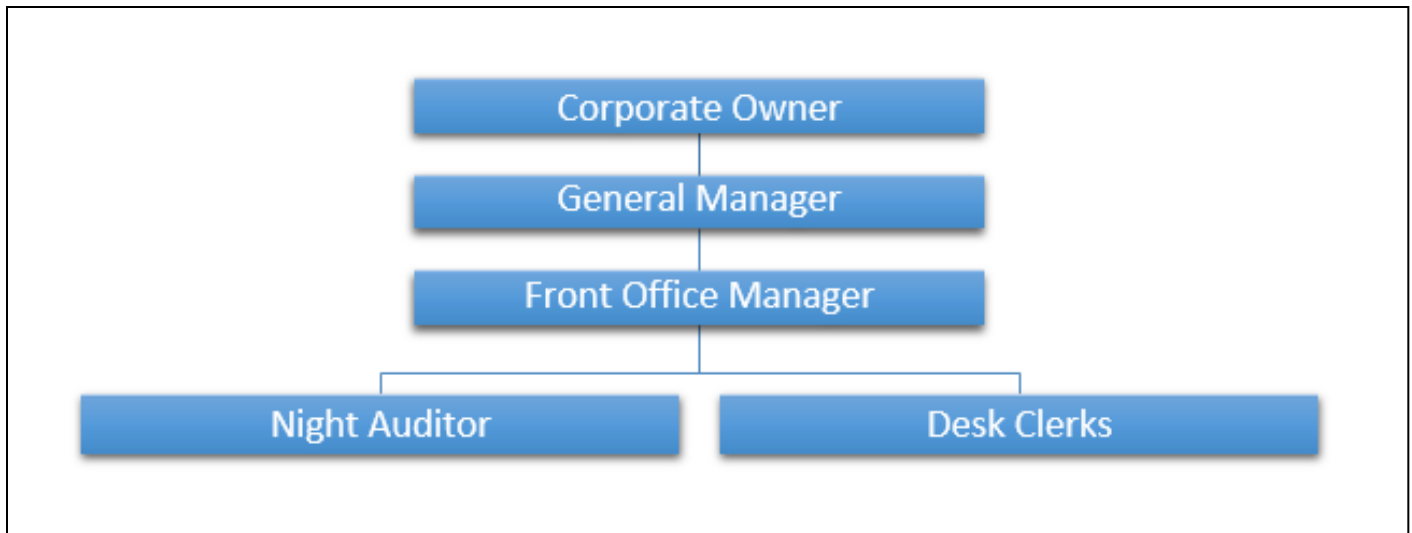 Corporate Owner
General Manager
Front Office Manager
Night Auditor
Desk Clerks